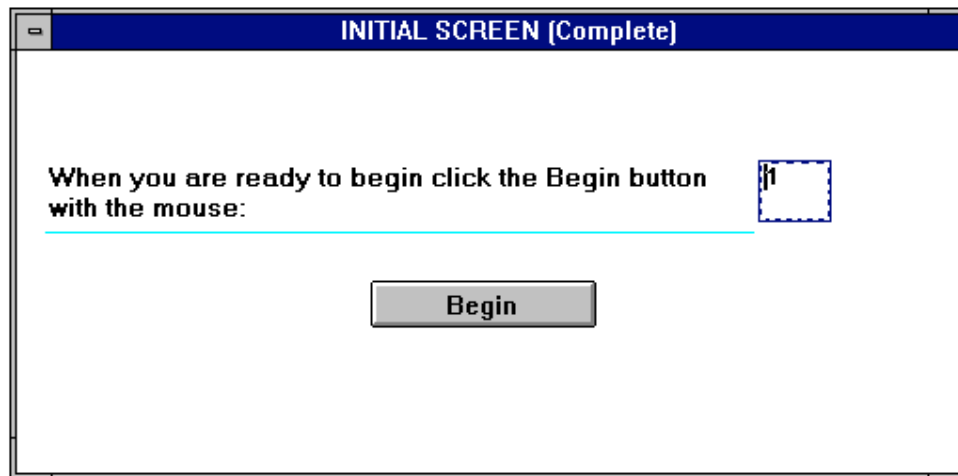 INITIAL SCREEN (Complete)
When you are ready to begin click the Begin button
with the mouse:
1
Begin